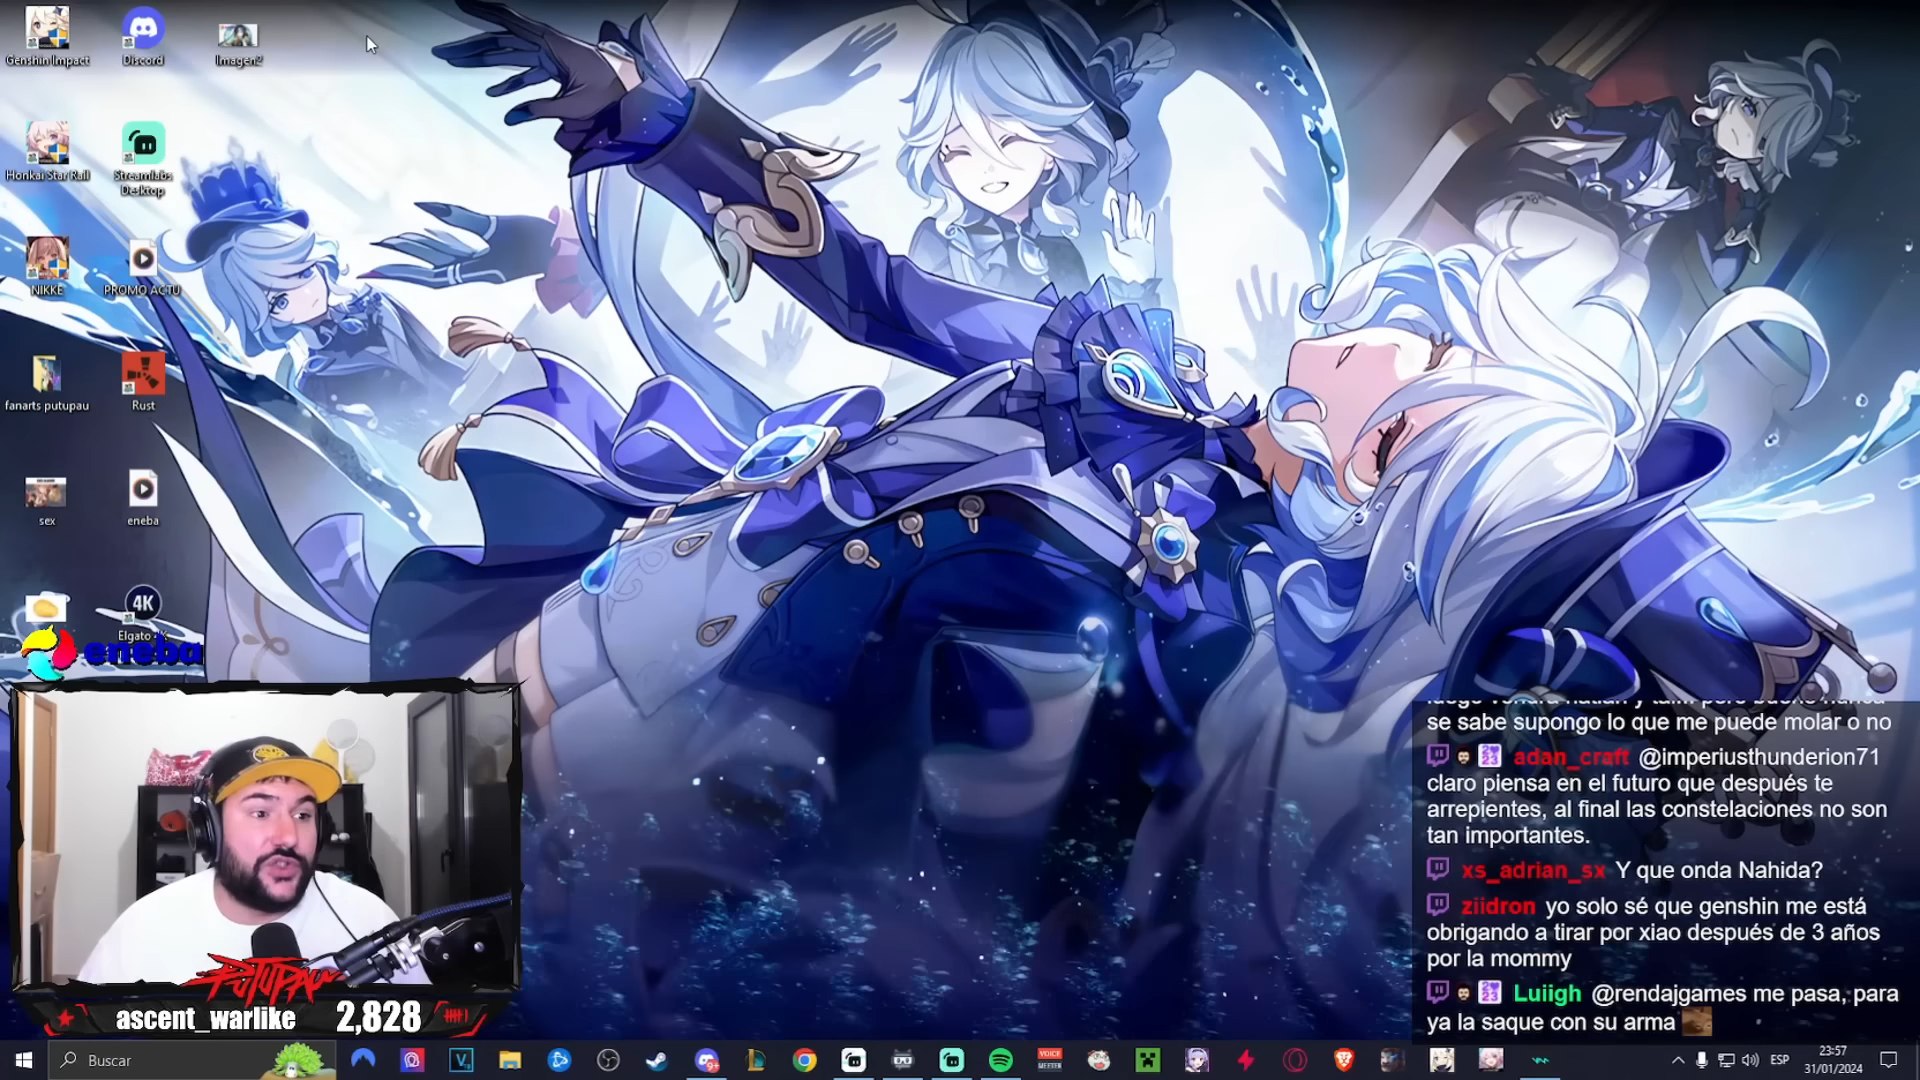 Genshin Impact
Discord
Imagen2
Honkai Star Rail
Streamlabs
Desktop
NIKKE
PROMO ACTU
fanarts putupau
Rust
sex
eneba
4K
Elgato
eneba
PUTUPAU
ascent_warlike
2,828
se sabe supongo lo que me puede molar o no
adan_craft @imperiusthunderion71
claro piensa en el futuro que después te
arrepientes, al final las constelaciones no son
tan importantes.
xs_adrian_sx Y que onda Nahida?
ziidron yo solo sé que genshin me está
obrigando a tirar por xiao después de 3 años
por la mommy
Luiigh @rendajgames me pasa, para
ya la saque con su arma
Buscar
VOICE
MEETER
ESP
23:57
31/01/2024